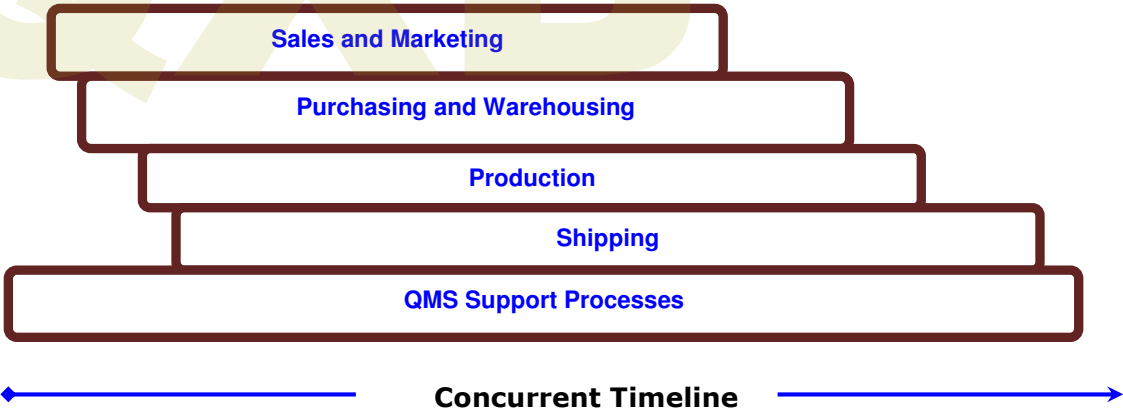 Sales and Marketing
Purchasing and Warehousing
Production
Shipping
QMS Support Processes
Concurrent Timeline